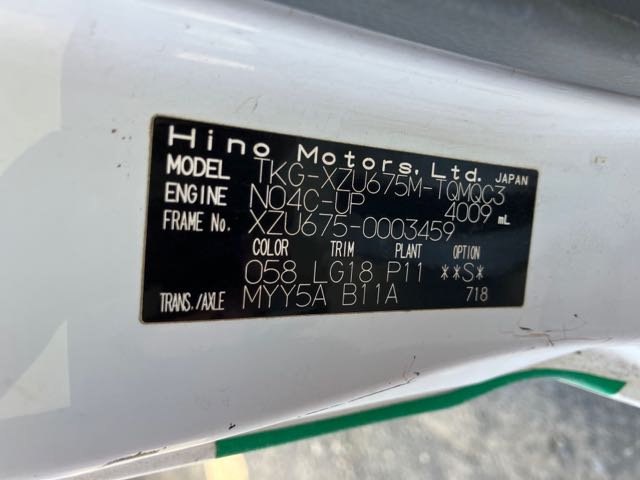 Hino Motors, Ltd. JAPAN
MODEL TKG-XZU675M-TQMQC3
ENGINE N04C-UP 4009 mL
FRAME No. XZU675-0003459
COLOR TRIM PLANT OPTION
058 LG18 P11 **S*
TRANS./AXLE MYY5A B11A 718